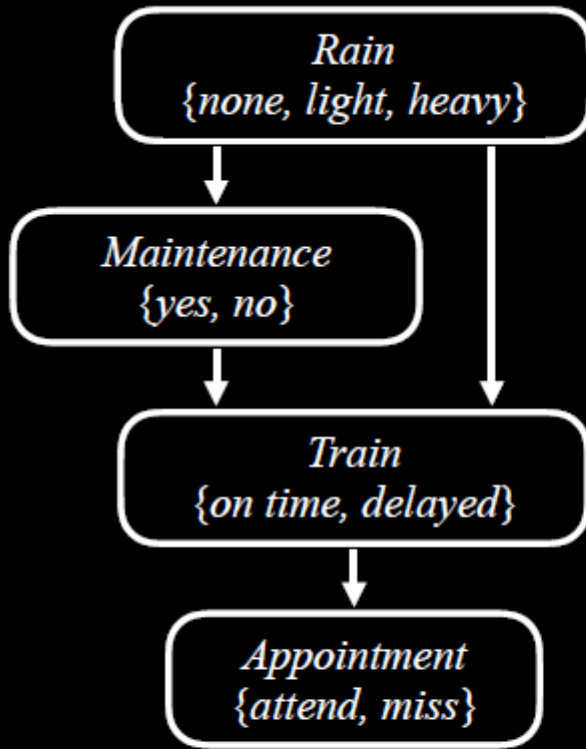 Rain
{none, light, heavy}
Maintenance
{yes, no}
Train
{on time, delayed}
Appointment
{attend, miss}